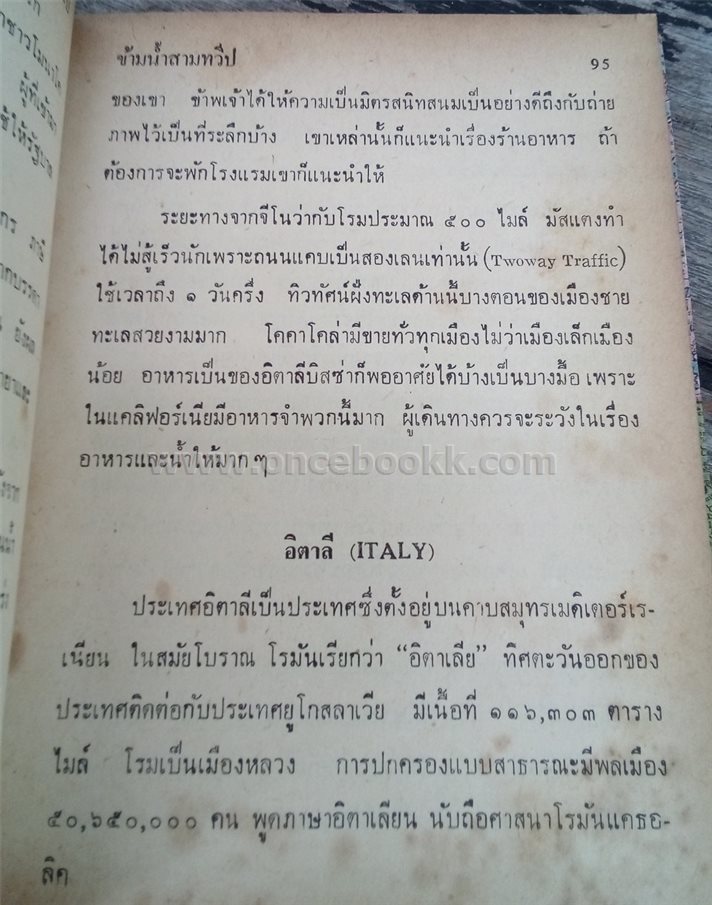 ข้ามน้ำสามทวีป 95
ของเขา ข้าพเจ้าได้ให้ความเป็นมิตรสนิทสนมเป็นอย่างดีถึงกับถ่าย
ภาพไว้เป็นที่ระลึกบ้าง เขาเหล่านั้นก็แนะนำเรื่องร้านอาหาร ถ้า
ต้องการจะพักโรงแรมเขาก็แนะนำให้
ระยะทางจากจีโนว่ากับโรมประมาณ ๕๐๐ ไมล์ มัสแตงทำ
ได้ไม่สู้เร็วนักเพราะถนนแคบเป็นสองเลนเท่านั้น (Twoway Traffic)
ใช้เวลาถึง ๑ วันครึ่ง ทิวทัศน์ฝั่งทะเลด้านนี้บางตอนของเมืองชาย
ทะเลสวยงามมาก โคคาโคล่ามีขายทั่วทุกเมืองไม่ว่าเมืองเล็กเมือง
น้อย อาหารเป็นของอิตาลีบิสซ่าก็พออาศัยได้บ้างเป็นบางมื้อ เพราะ
ในแคลิฟอร์เนียมีอาหารจำพวกนี้มาก ผู้เดินทางควรจะระวังในเรื่อง
อาหารและน้ำให้มาก ๆ
www.oncebookk.com
อิตาลี (ITALY)
ประเทศอิตาลีเป็นประเทศซึ่งตั้งอยู่บนคาบสมุทรเมดิเตอร์เร-
เนียน ในสมัยโบราณ โรมันเรียกว่า “อิตาเลีย” ทิศตะวันออกของ
ประเทศติดต่อกับประเทศยูโกสลาเวีย มีเนื้อที่ ๑๑๖,๓๐๓ ตาราง
ไมล์ โรมเป็นเมืองหลวง การปกครองแบบสาธารณะมีพลเมือง
๕๐,๖๕๐,๐๐๐ คน พูดภาษาอิตาเลียน นับถือศาสนาโรมันแคธอ-
ลิค